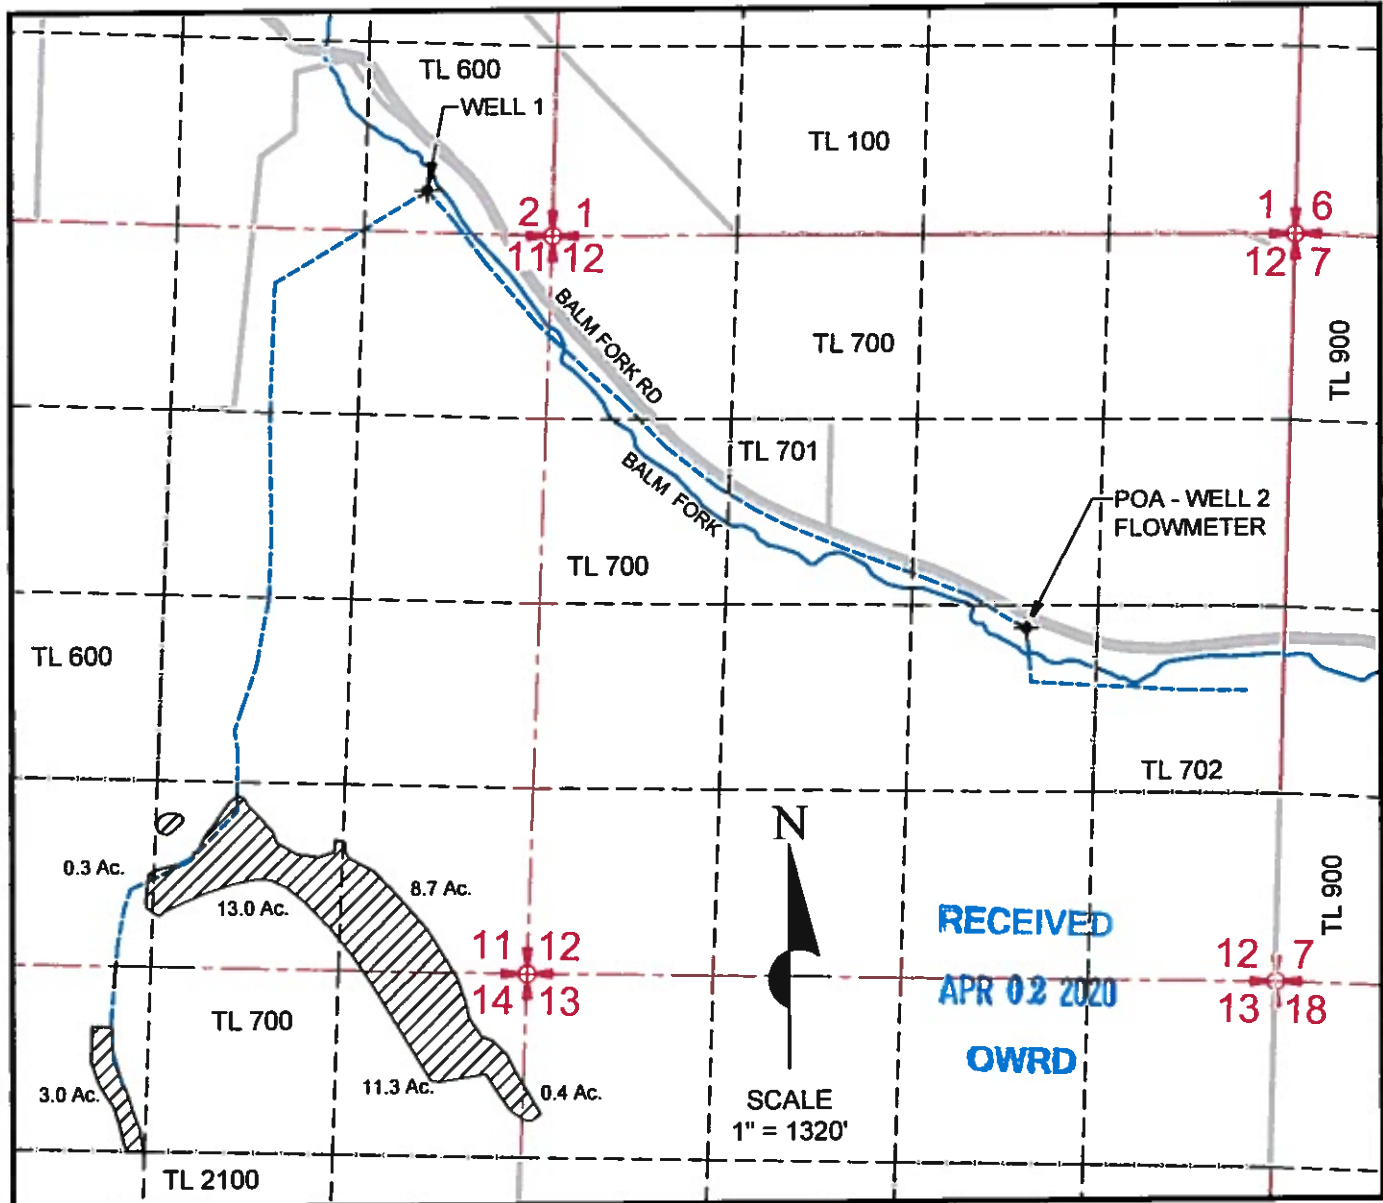 TL 600
WELL 1
TL 100
2 1
11 12
1 6
12 7
BALM FORK RD
TL 700
TL 900
TL 701
BALM FORK
POA - WELL 2
FLOWMETER
TL 700
TL 600
TL 702
N
0.3 Ac.
8.7 Ac.
13.0 Ac.
TL 900
RECEIVED
APR 02 2020
OWRD
11 12
14 13
12 7
13 18
TL 700
3.0 Ac.
11.3 Ac.
0.4 Ac.
SCALE
1" = 1320'
TL 2100